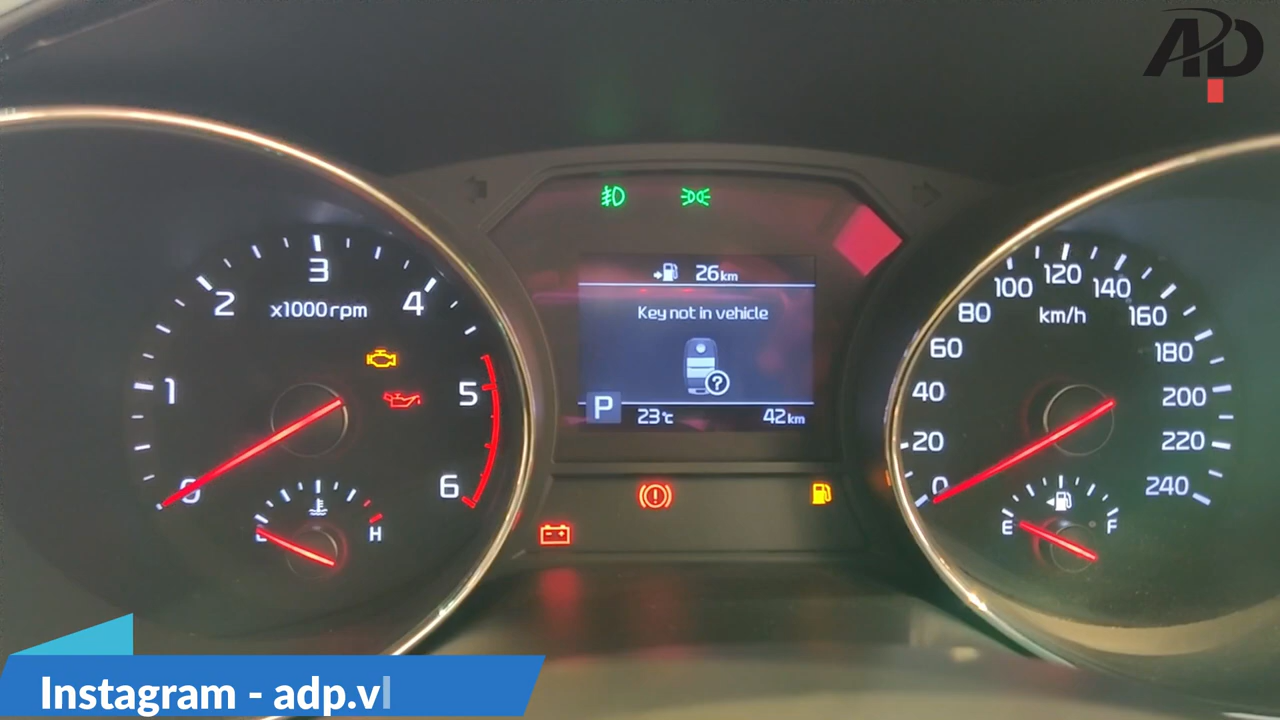 AD
26km
Key not in vehicle
?
P
23°C
42km
0
1
2
3
4
5
6
x1000rpm
H
0
20
40
60
80
100
120
140
160
180
200
220
240
km/h
E
F
Instagram - adp.vl